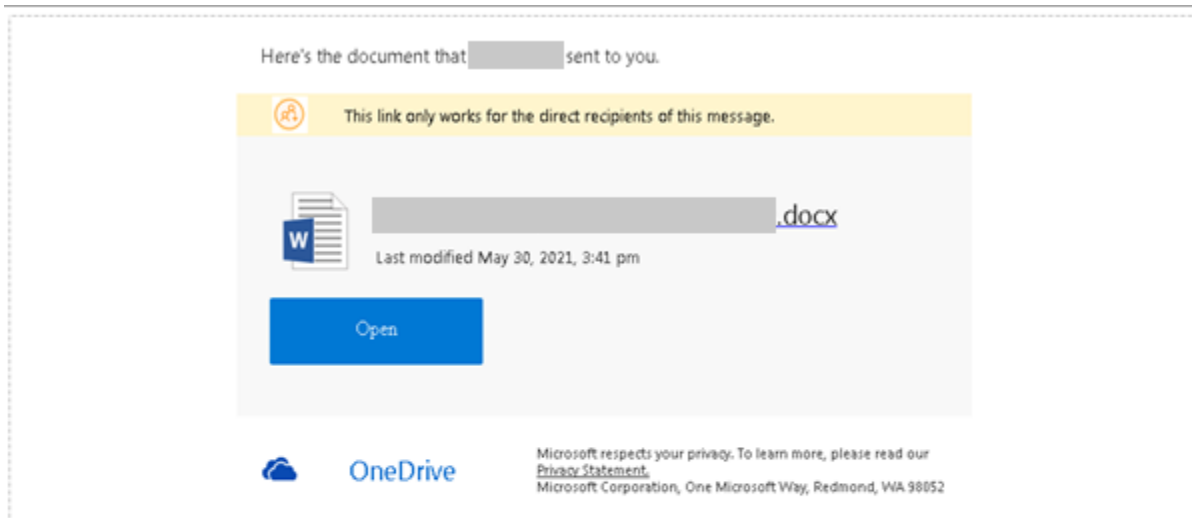 Here's the document that sent to you.
This link only works for the direct recipients of this message.
W
.docx
Last modified May 30, 2021, 3:41 pm
Open
OneDrive
Microsoft respects your privacy. To learn more, please read our
Privacy Statement.
Microsoft Corporation, One Microsoft Way, Redmond, WA 98052